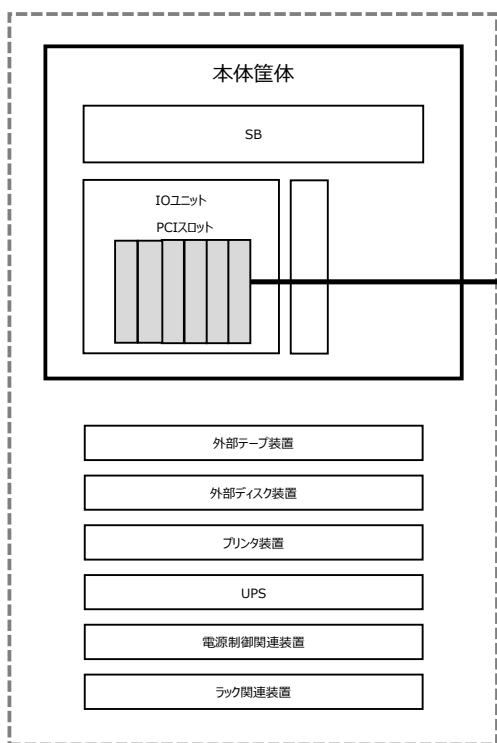 本体筐体
SB
IOユニット
PCIスロット
外部テープ装置
外部ディスク装置
プリンタ装置
UPS
電源制御関連装置
ラック関連装置